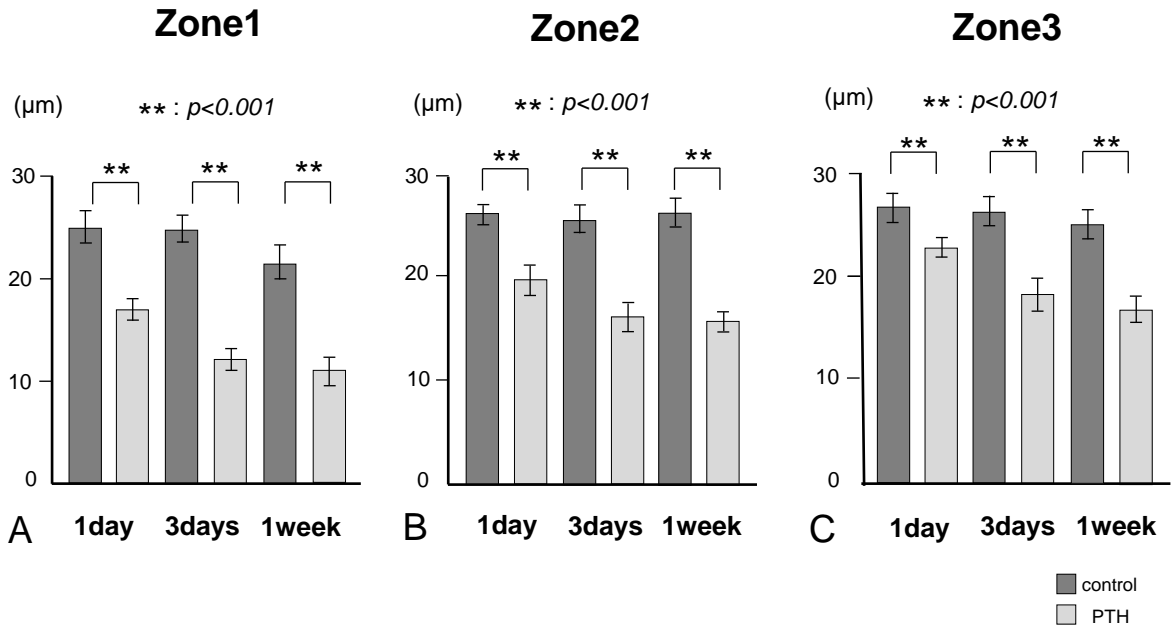 Zone1
(μm)
** : p<0.001
**
**
**
30
20
10
0
A
1day
3days
1week
Zone2
(μm)
** : p<0.001
**
**
**
30
20
10
0
B
1day
3days
1week
Zone3
(μm)
** : p<0.001
**
**
**
30
20
10
0
C
1day
3days
1week
control
PTH